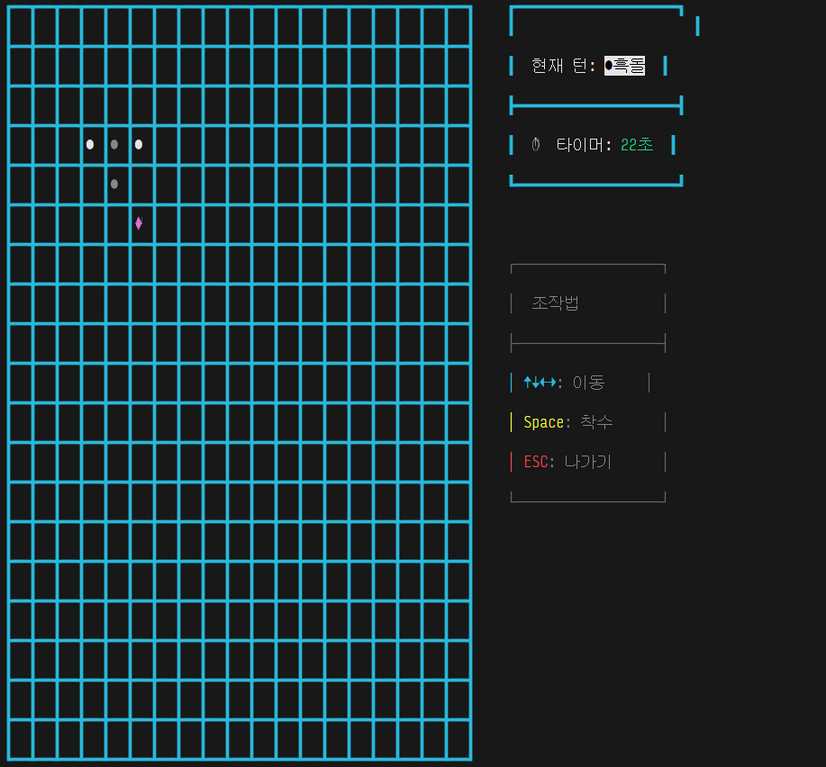 현재 턴: ●흑돌
타이머: 22초
조작법
↑↓←→: 이동
Space: 착수
ESC: 나가기